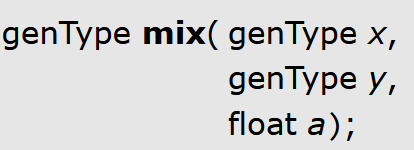 genType mix( genType x,
genType y,
float a);